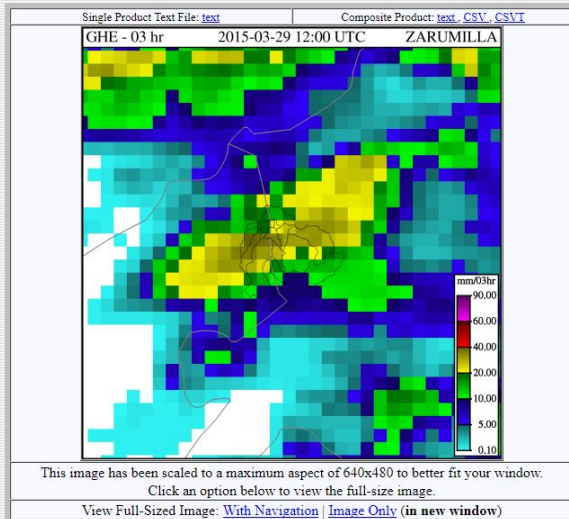 Single Product Text File: text
Composite Product: text , CSV , CSVT
GHE - 03 hr 2015-03-29 12:00 UTC ZARUMILLA
mm/03hr
90.00
60.00
40.00
20.00
10.00
5.00
0.10
This image has been scaled to a maximum aspect of 640x480 to better fit your window.
Click an option below to view the full-size image.
View Full-Sized Image: With Navigation | Image Only (in new window)